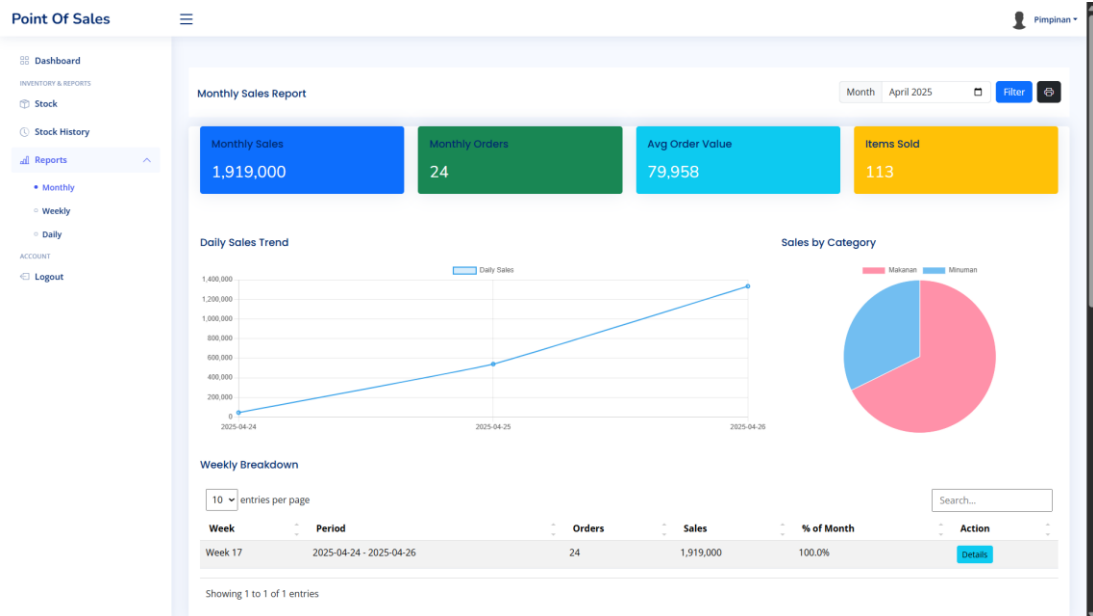 Point Of Sales
Pimpinan
Dashboard
INVENTORY & REPORTS
Stock
Stock History
Reports
Monthly
Weekly
Daily
ACCOUNT
Logout
Monthly Sales Report
Month April 2025 Filter
Monthly Sales
1,919,000
Monthly Orders
24
Avg Order Value
79,958
Items Sold
113
Daily Sales Trend
Daily Sales
1,400,000
1,200,000
1,000,000
800,000
600,000
400,000
200,000
0
2025-04-24 2025-04-25 2025-04-26
Sales by Category
Makanan Minuman
Weekly Breakdown
10 entries per page
Search...
Week Period Orders Sales % of Month Action
Week 17 2025-04-24 - 2025-04-26 24 1,919,000 100.0% Details
Showing 1 to 1 of 1 entries